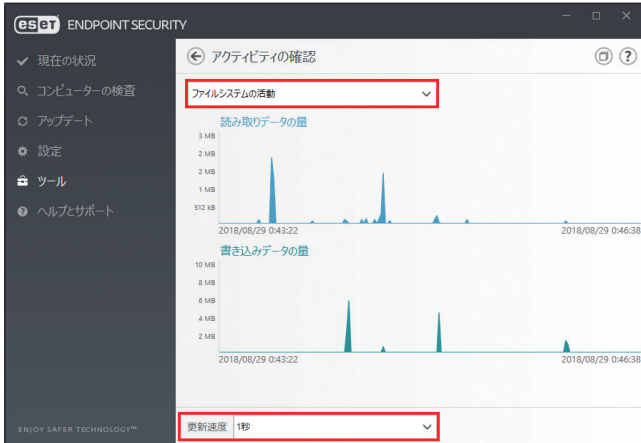 eset ENDPOINT SECURITY
現在の状況
コンピューターの検査
アップデート
設定
ツール
ヘルプとサポート
ENJOY SAFER TECHNOLOGY™
アクティビティの確認
?
ファイルシステムの活動
読み取りデータの量
3 MB
2 MB
2 MB
1 MB
512 kB
2018/08/29 0:43:22 2018/08/29 0:46:38
書き込みデータの量
10 MB
8 MB
6 MB
4 MB
2 MB
2018/08/29 0:43:22 2018/08/29 0:46:38
更新速度 1秒